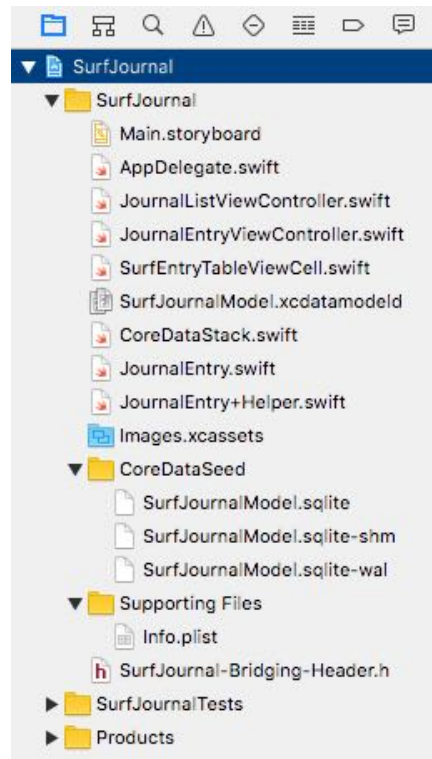 SurfJournal
SurfJournal
Main.storyboard
AppDelegate.swift
JournalListViewController.swift
JournalEntryViewController.swift
SurfEntryTableViewCell.swift
SurfJournalModel.xcdatamodeld
CoreDataStack.swift
JournalEntry.swift
JournalEntry+Helper.swift
Images.xcassets
CoreDataSeed
SurfJournalModel.sqlite
SurfJournalModel.sqlite-shm
SurfJournalModel.sqlite-wal
Supporting Files
Info.plist
h SurfJournal-Bridging-Header.h
SurfJournalTests
Products